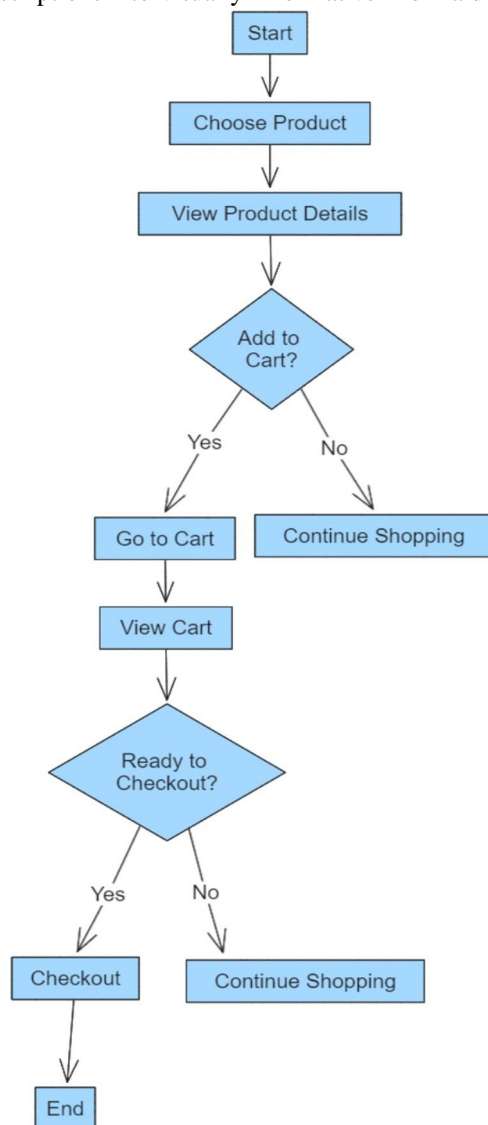 Start
Choose Product
View Product Details
Add to
Cart?
Yes
No
Go to Cart
Continue Shopping
View Cart
Ready to
Checkout?
Yes
No
Checkout
Continue Shopping
End